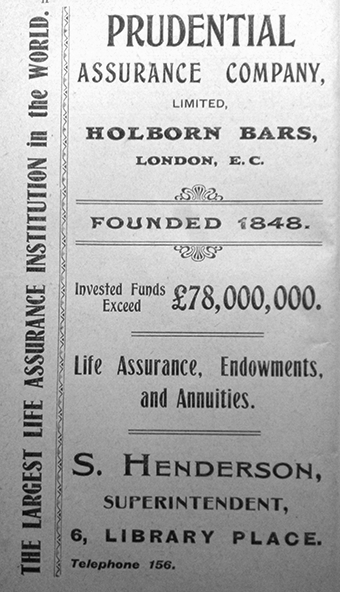 THE LARGEST LIFE ASSURANCE INSTITUTION in the WORLD.
PRUDENTIAL
ASSURANCE COMPANY,
LIMITED,
HOLBORN BARS,
LONDON, E.C.
FOUNDED 1848.
Invested Funds
Exceed £78,000,000.
Life Assurance, Endowments,
and Annuities.
S. HENDERSON,
SUPERINTENDENT,
6, LIBRARY PLACE.
Telephone 156.